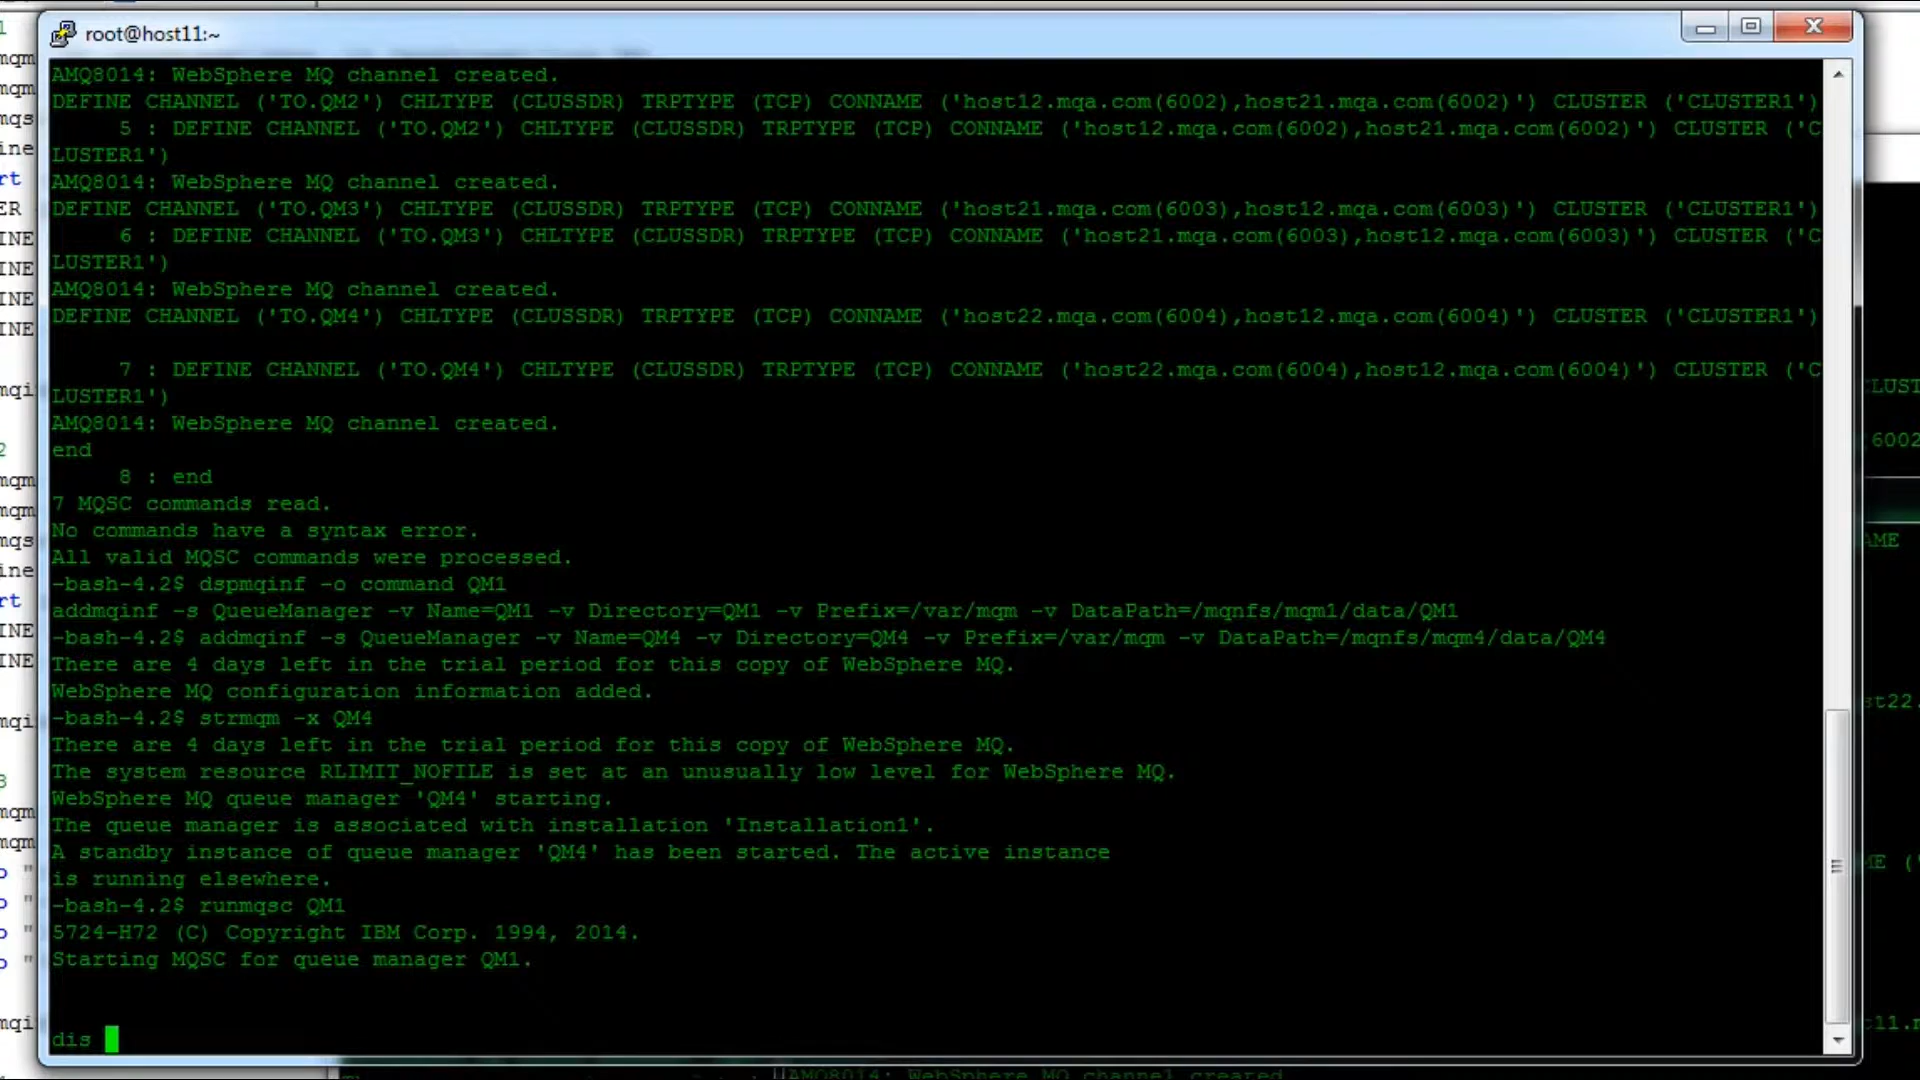 root@host11:~
AMQ8014: WebSphere MQ channel created.
DEFINE CHANNEL ('TO.QM2') CHLTYPE (CLUSSDR) TRPTYPE (TCP) CONNAME ('host12.mqa.com(6002),host21.mqa.com(6002)') CLUSTER ('CLUSTER1')
5 : DEFINE CHANNEL ('TO.QM2') CHLTYPE (CLUSSDR) TRPTYPE (TCP) CONNAME ('host12.mqa.com(6002),host21.mqa.com(6002)') CLUSTER ('C
LUSTER1')
AMQ8014: WebSphere MQ channel created.
DEFINE CHANNEL ('TO.QM3') CHLTYPE (CLUSSDR) TRPTYPE (TCP) CONNAME ('host21.mqa.com(6003),host12.mqa.com(6003)') CLUSTER ('CLUSTER1')
6 : DEFINE CHANNEL ('TO.QM3') CHLTYPE (CLUSSDR) TRPTYPE (TCP) CONNAME ('host21.mqa.com(6003),host12.mqa.com(6003)') CLUSTER ('C
LUSTER1')
AMQ8014: WebSphere MQ channel created.
DEFINE CHANNEL ('TO.QM4') CHLTYPE (CLUSSDR) TRPTYPE (TCP) CONNAME ('host22.mqa.com(6004),host12.mqa.com(6004)') CLUSTER ('CLUSTER1')
7 : DEFINE CHANNEL ('TO.QM4') CHLTYPE (CLUSSDR) TRPTYPE (TCP) CONNAME ('host22.mqa.com(6004),host12.mqa.com(6004)') CLUSTER ('C
LUSTER1')
AMQ8014: WebSphere MQ channel created.
end
8 : end
7 MQSC commands read.
No commands have a syntax error.
All valid MQSC commands were processed.
-bash-4.2$ dspmqinf -o command QM1
addmqinf -s QueueManager -v Name=QM1 -v Directory=QM1 -v Prefix=/var/mqm -v DataPath=/mqnfs/mqm1/data/QM1
-bash-4.2$ addmqinf -s QueueManager -v Name=QM4 -v Directory=QM4 -v Prefix=/var/mqm -v DataPath=/mqnfs/mqm4/data/QM4
There are 4 days left in the trial period for this copy of WebSphere MQ.
WebSphere MQ configuration information added.
-bash-4.2$ strmqm -x QM4
There are 4 days left in the trial period for this copy of WebSphere MQ.
The system resource RLIMIT_NOFILE is set at an unusually low level for WebSphere MQ.
WebSphere MQ queue manager 'QM4' starting.
The queue manager is associated with installation 'Installation1'.
A standby instance of queue manager 'QM4' has been started. The active instance
is running elsewhere.
-bash-4.2$ runmqsc QM1
5724-H72 (C) Copyright IBM Corp. 1994, 2014.
Starting MQSC for queue manager QM1.
dis